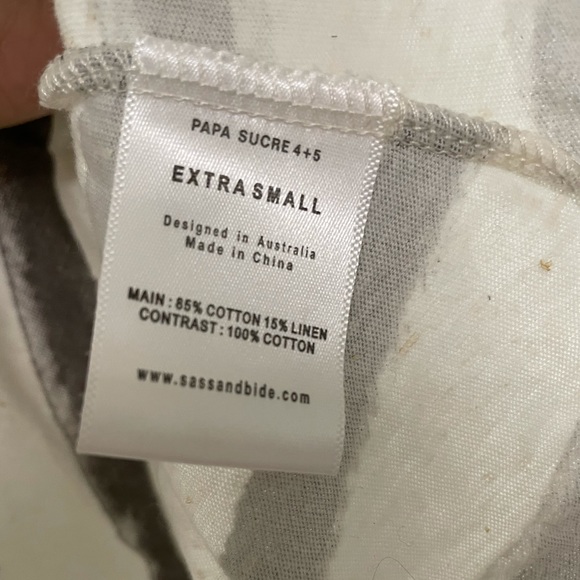 PAPA SUCRE 4+5
EXTRA SMALL
Designed in Australia
Made in China
MAIN : 85% COTTON 15% LINEN
CONTRAST : 100% COTTON
www.sassandbide.com